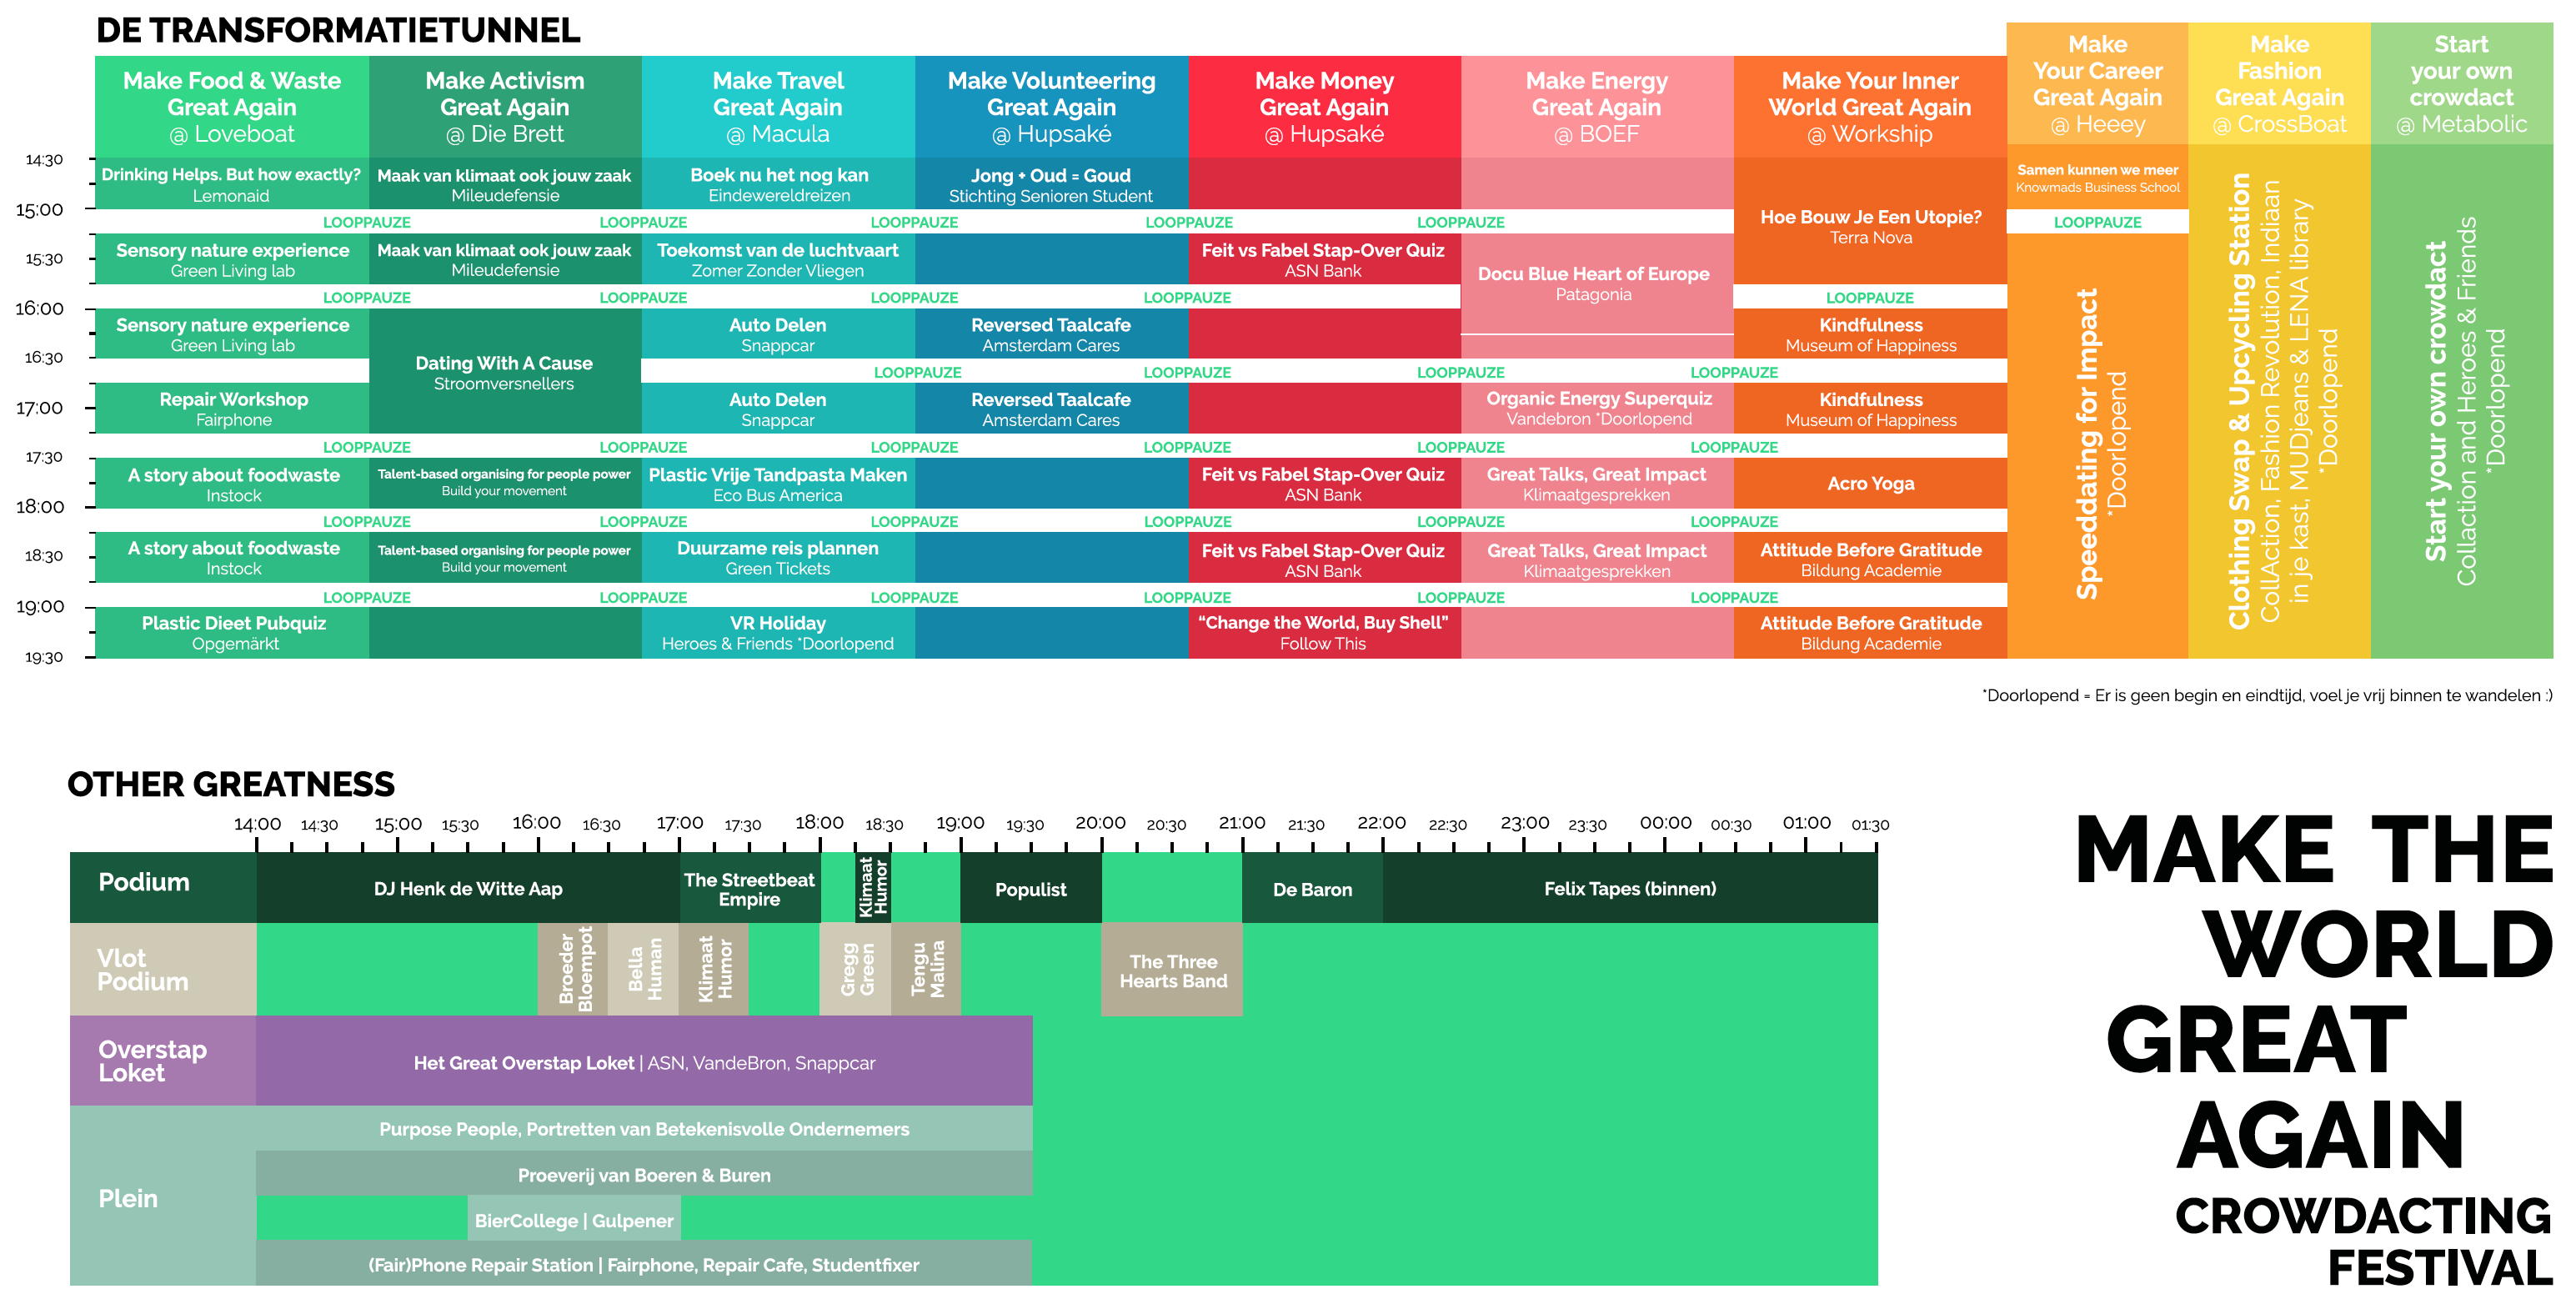 DE TRANSFORMATIETUNNEL
Make Food & Waste
Great Again
@ Loveboat
Make Activism
Great Again
@ Die Brett
Make Travel
Great Again
@ Macula
Make Volunteering
Great Again
@ Hupsaké
Make Money
Great Again
@ Hupsaké
Make Energy
Great Again
@ BOEF
Make Your Inner
World Great Again
@ Workship
Make
Your Career
Great Again
@ Heeey
Make
Fashion
Great Again
@ CrossBoat
Start
your own
crowdact
@ Metabolic
14:30
Drinking Helps. But how exactly?
Lemonaid
Maak van klimaat ook jouw zaak
Mileudefensie
Boek nu het nog kan
Eindewereldreizen
Jong + Oud = Goud
Stichting Senioren Student
Hoe Bouw Je Een Utopie?
Terra Nova
Samen kunnen we meer
Knowmads Business School
15:00
LOOPPAUZE LOOPPAUZE LOOPPAUZE LOOPPAUZE LOOPPAUZE LOOPPAUZE
Sensory nature experience
Green Living lab
Maak van klimaat ook jouw zaak
Mileudefensie
Toekomst van de luchtvaart
Zomer Zonder Vliegen
Feit vs Fabel Stap-Over Quiz
ASN Bank
Docu Blue Heart of Europe
Patagonia
15:30
LOOPPAUZE LOOPPAUZE LOOPPAUZE LOOPPAUZE LOOPPAUZE
16:00
Sensory nature experience
Green Living lab
Dating With A Cause
Stroomversnellers
Auto Delen
Snappcar
Reversed Taalcafe
Amsterdam Cares
Kindfulness
Museum of Happiness
16:30
LOOPPAUZE LOOPPAUZE LOOPPAUZE LOOPPAUZE
Repair Workshop
Fairphone
Auto Delen
Snappcar
Reversed Taalcafe
Amsterdam Cares
Organic Energy Superquiz
Vandebron *Doorlopend
Kindfulness
Museum of Happiness
17:00
LOOPPAUZE LOOPPAUZE LOOPPAUZE LOOPPAUZE LOOPPAUZE LOOPPAUZE
17:30
A story about foodwaste
Instock
Talent-based organising for people power
Build your movement
Plastic Vrije Tandpasta Maken
Eco Bus America
Feit vs Fabel Stap-Over Quiz
ASN Bank
Great Talks, Great Impact
Klimaatgesprekken
Acro Yoga
18:00
LOOPPAUZE LOOPPAUZE LOOPPAUZE LOOPPAUZE LOOPPAUZE LOOPPAUZE
18:30
A story about foodwaste
Instock
Talent-based organising for people power
Build your movement
Duurzame reis plannen
Green Tickets
Feit vs Fabel Stap-Over Quiz
ASN Bank
Great Talks, Great Impact
Klimaatgesprekken
Attitude Before Gratitude
Bildung Academie
LOOPPAUZE LOOPPAUZE LOOPPAUZE LOOPPAUZE LOOPPAUZE LOOPPAUZE
19:00
Plastic Dieet Pubquiz
Opgemärkt
VR Holiday
Heroes & Friends *Doorlopend
“Change the World, Buy Shell”
Follow This
Attitude Before Gratitude
Bildung Academie
19:30
Speeddating for Impact
*Doorlopend
Clothing Swap & Upcycling Station
CollAction, Fashion Revolution, Indiaan
in je kast, MUDjeans & LENA library
*Doorlopend
Start your own crowdact
Collaction and Heroes & Friends
*Doorlopend
*Doorlopend = Er is geen begin en eindtijd, voel je vrij binnen te wandelen :)
OTHER GREATNESS
14:00 14:30 15:00 15:30 16:00 16:30 17:00 17:30 18:00 18:30 19:00 19:30 20:00 20:30 21:00 21:30 22:00 22:30 23:00 23:30 00:00 00:30 01:00 01:30
Podium
DJ Henk de Witte Aap
The Streetbeat
Empire
Klimaat
Humor
Populist
De Baron
Felix Tapes (binnen)
Vlot
Podium
Broeder
Bloempot
Bella
Human
Klimaat
Humor
Gregg
Green
Tengu
Malina
The Three
Hearts Band
Overstap
Loket
Het Great Overstap Loket | ASN, VandeBron, Snappcar
Plein
Purpose People, Portretten van Betekenisvolle Ondernemers
Proeverij van Boeren & Buren
BierCollege | Gulpener
(Fair)Phone Repair Station | Fairphone, Repair Cafe, Studentfixer
MAKE THE
WORLD
GREAT
AGAIN
CROWDACTING
FESTIVAL